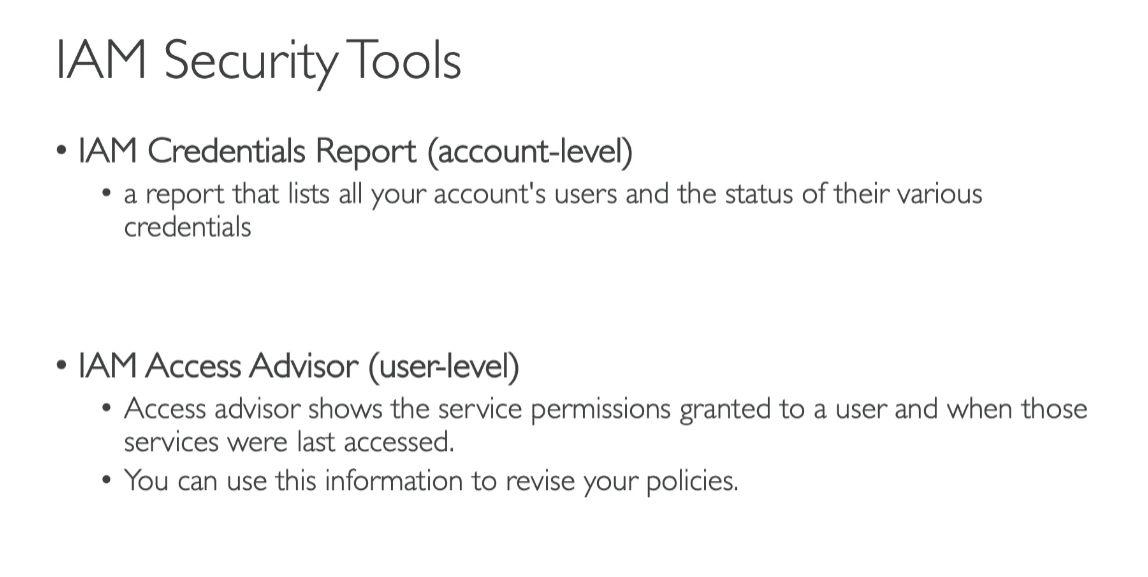 IAM Security Tools
• IAM Credentials Report (account-level)
• a report that lists all your account's users and the status of their various
credentials
• IAM Access Advisor (user-level)
• Access advisor shows the service permissions granted to a user and when those
services were last accessed.
• You can use this information to revise your policies.